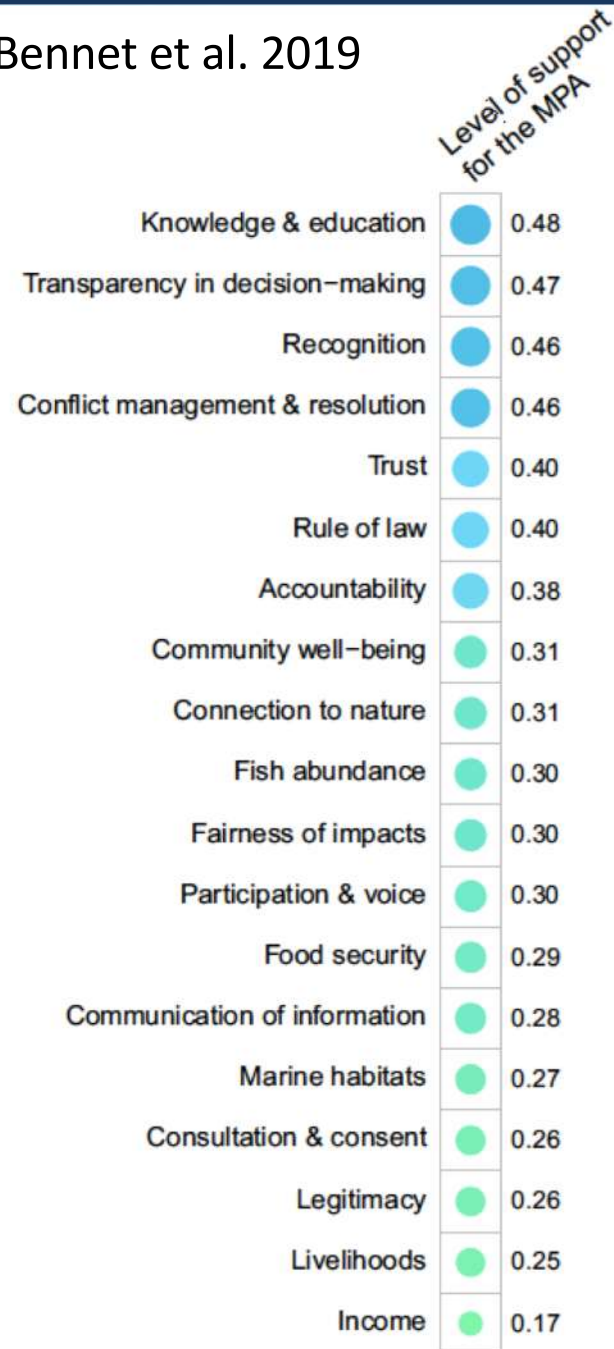 Bennet et al. 2019
Level of support
for the MPA
Knowledge & education 0.48
Transparency in decision−making 0.47
Recognition 0.46
Conflict management & resolution 0.46
Trust 0.40
Rule of law 0.40
Accountability 0.38
Community well−being 0.31
Connection to nature 0.31
Fish abundance 0.30
Fairness of impacts 0.30
Participation & voice 0.30
Food security 0.29
Communication of information 0.28
Marine habitats 0.27
Consultation & consent 0.26
Legitimacy 0.26
Livelihoods 0.25
Income 0.17